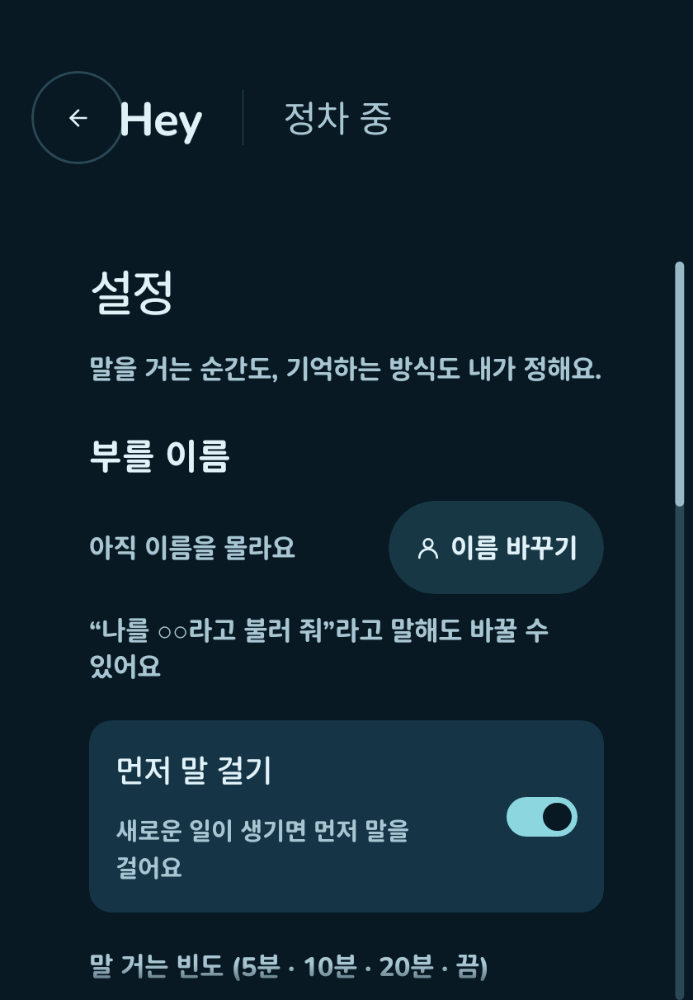 Hey
정차 중
설정
말을 거는 순간도, 기억하는 방식도 내가 정해요.
부를 이름
아직 이름을 몰라요
이름 바꾸기
“나를 ○○라고 불러 줘”라고 말해도 바꿀 수
있어요
먼저 말 걸기
새로운 일이 생기면 먼저 말을
걸어요
말 거는 빈도 (5분 · 10분 · 20분 · 끔)